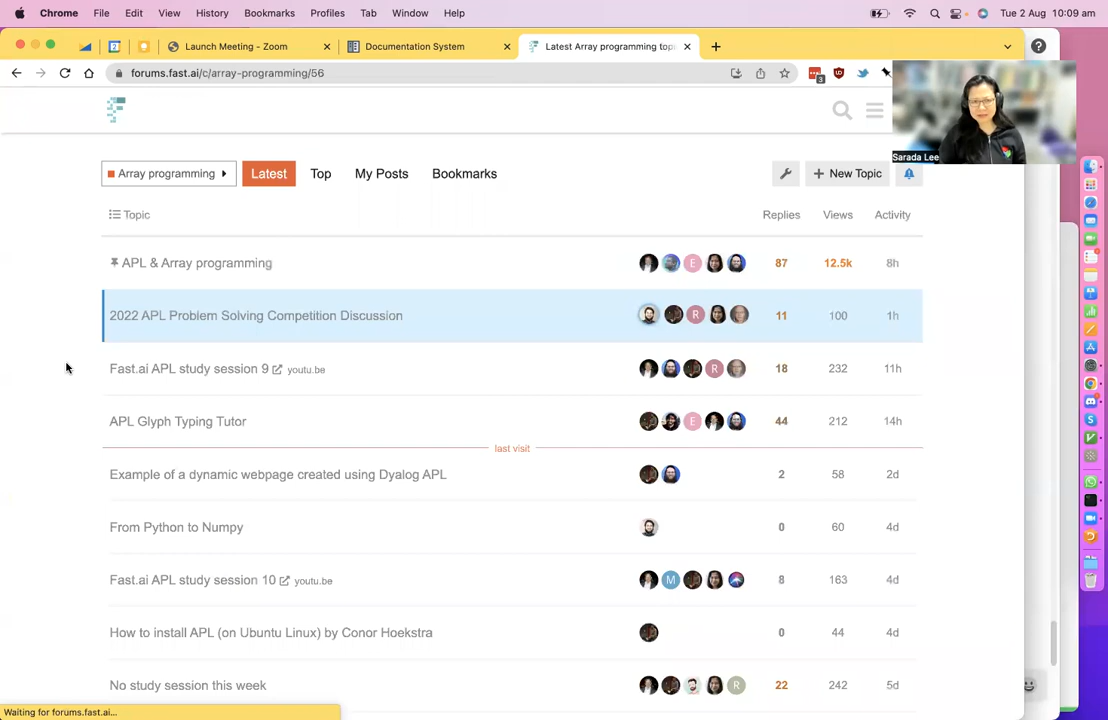 Chrome File Edit View History Bookmarks Profiles Tab Window Help Tue 2 Aug 10:09 am
Launch Meeting - Zoom Documentation System Latest Array programming top
forums.fast.ai/c/array-programming/56
Sarada Lee
Array programming Latest Top My Posts Bookmarks + New Topic
Topic Replies Views Activity
APL & Array programming E 87 12.5k 8h
2022 APL Problem Solving Competition Discussion R 11 100 1h
Fast.ai APL study session 9 youtu.be R 18 232 11h
APL Glyph Typing Tutor E 44 212 14h
last visit
Example of a dynamic webpage created using Dyalog APL 2 58 2d
From Python to Numpy 0 60 4d
Fast.ai APL study session 10 youtu.be M 8 163 4d
How to install APL (on Ubuntu Linux) by Conor Hoekstra 0 44 4d
No study session this week R 22 242 5d
Waiting for forums.fast.ai...